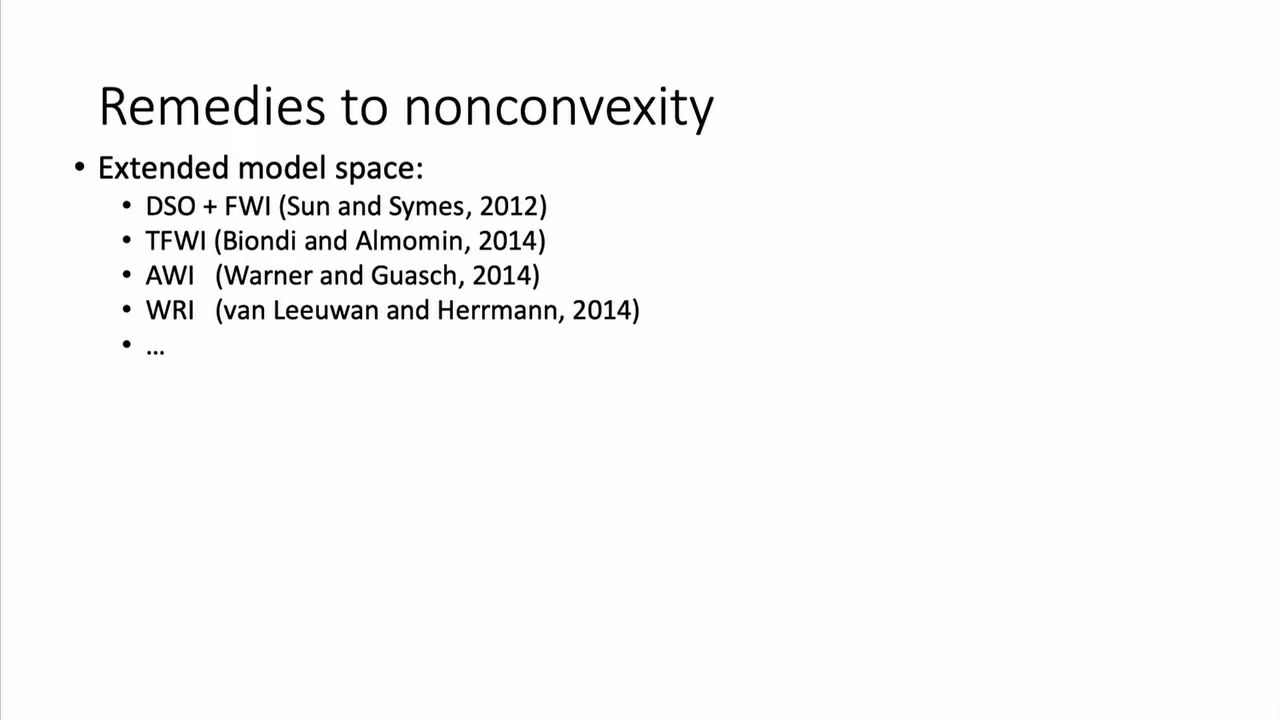 Remedies to nonconvexity
• Extended model space:
• DSO + FWI (Sun and Symes, 2012)
• TFWI (Biondi and Almomin, 2014)
• AWI (Warner and Guasch, 2014)
• WRI (van Leeuwan and Herrmann, 2014)
• ...